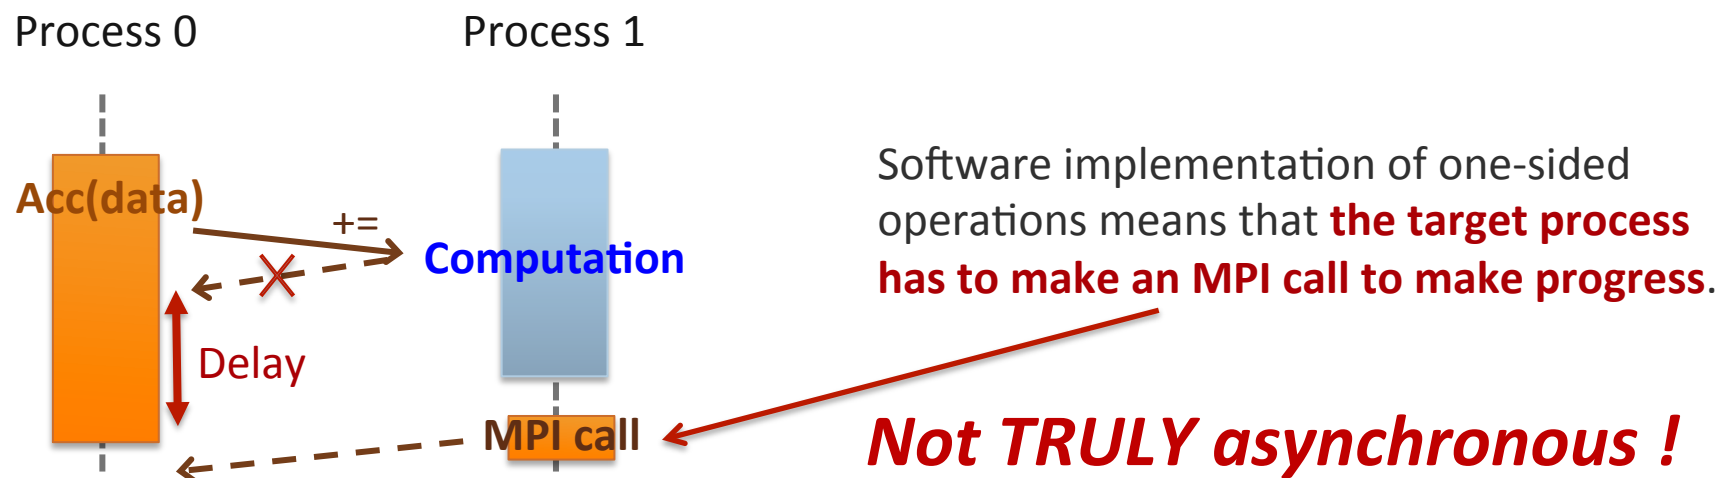 Process 0
Process 1
Acc(data)
+=
Computation
Delay
MPI call
Software implementation of one-sided
operations means that the target process
has to make an MPI call to make progress.
Not TRULY asynchronous !